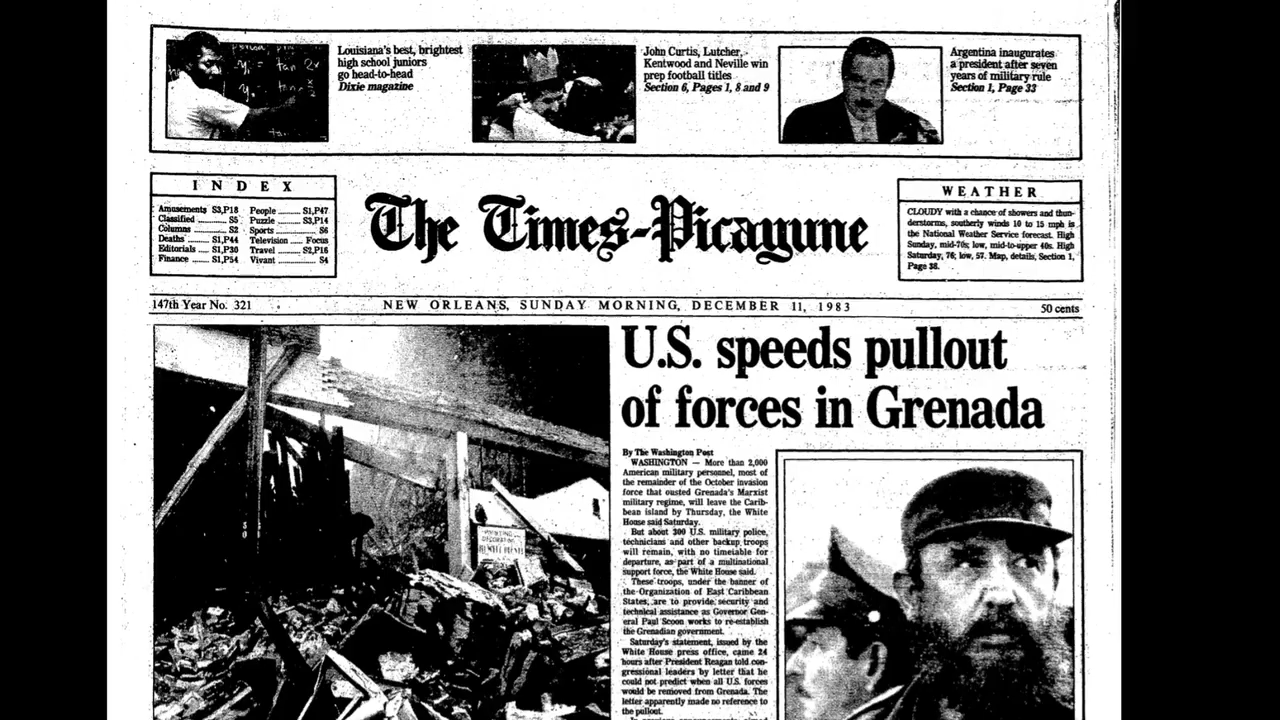 Louisiana's best, brightest
high school juniors
go head-to-head
Dixie magazine
John Curtis, Lutcher,
Kentwood and Neville win
prep football titles
Section 6, Pages 1, 8 and 9
Argentina inaugurates
a president after seven
years of military rule
Section 1, Page 33
INDEX
Amusements S3,P18
Classified ........ S5
Columns ........ S2
Deaths ........ S1,P44
Editorials .... S1,P30
Finance ...... S1,P54
People ........ S1,P47
Puzzle ........ S3,P14
Sports ........ S6
Television .... Focus
Travel ........ S2,P16
Vivant ........ S4
The Times-Picayune
WEATHER
CLOUDY with a chance of showers and thun-
derstorms, southerly winds 10 to 15 mph is
the National Weather Service forecast. High
Sunday, mid-70s; low, mid-to-upper 40s. High
Saturday, 76; low, 57. Map, details, Section 1,
Page 38.
147th Year No. 321
NEW ORLEANS, SUNDAY MORNING, DECEMBER 11, 1983
50 cents
U.S. speeds pullout
of forces in Grenada
By The Washington Post
WASHINGTON — More than 2,000
American military personnel, most of
the remainder of the October invasion
force that ousted Grenada's Marxist
military regime, will leave the Carib-
bean island by Thursday, the White
House said Saturday.
But about 300 U.S. military police,
technicians and other backup troops
will remain, with no timetable for
departure, as part of a multinational
support force, the White House said.
These troops, under the banner of
the Organization of East Caribbean
States, are to provide security and
technical assistance as Governor Gen-
eral Paul Scoon works to re-establish
the Grenadian government.
Saturday's statement, issued by the
White House press office, came 24
hours after President Reagan told con-
gressional leaders by letter that he
could not predict when all U.S. forces
would be removed from Grenada. The
letter apparently made no reference to
the pullout.